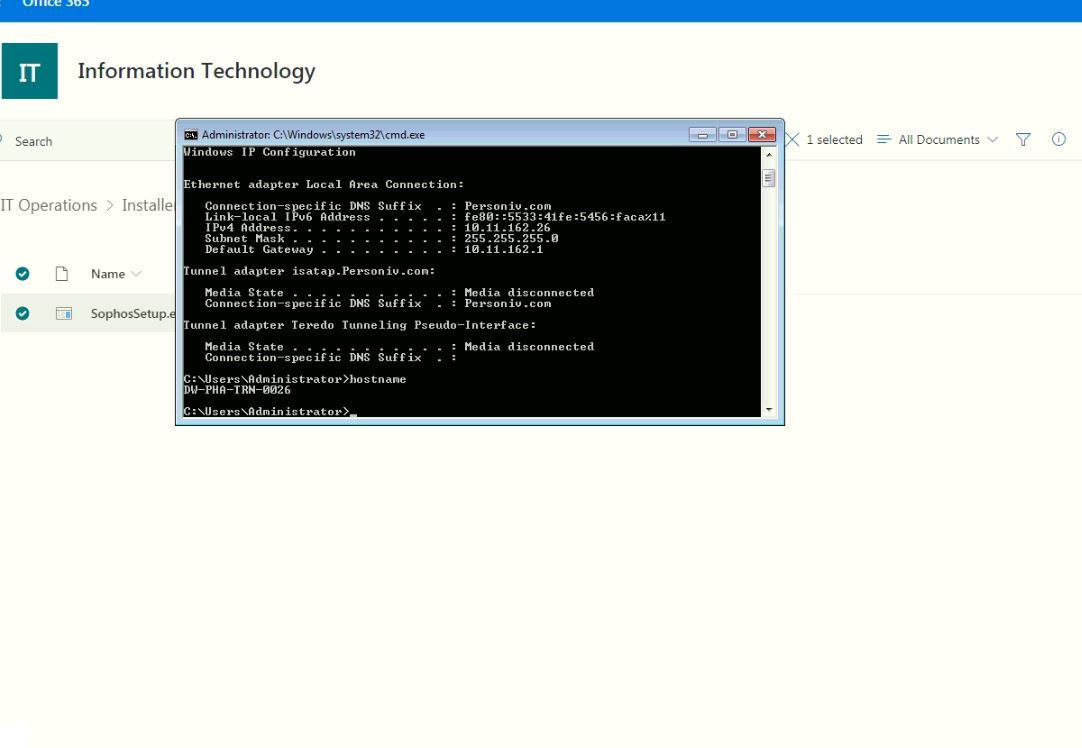 Office 365
IT
Information Technology
Search
1 selected
All Documents
IT Operations > Installer
Name
SophosSetup.e
Administrator: C:\Windows\system32\cmd.exe
Windows IP Configuration
Ethernet adapter Local Area Connection:
Connection-specific DNS Suffix . : Personiv.com
Link-local IPv6 Address . . . . . : fe80::5533:41fe:5456:faca%11
IPv4 Address. . . . . . . . . . . : 10.11.162.26
Subnet Mask . . . . . . . . . . . : 255.255.255.0
Default Gateway . . . . . . . . . : 10.11.162.1
Tunnel adapter isatap.Personiv.com:
Media State . . . . . . . . . . . : Media disconnected
Connection-specific DNS Suffix . : Personiv.com
Tunnel adapter Teredo Tunneling Pseudo-Interface:
Media State . . . . . . . . . . . : Media disconnected
Connection-specific DNS Suffix . :
C:\Users\Administrator>hostname
DW-PHA-TRN-0026
C:\Users\Administrator>_